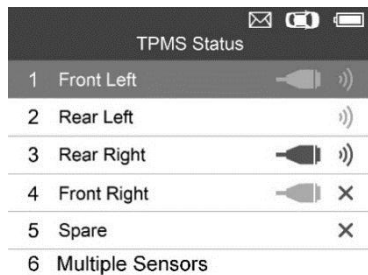 TPMS Status
1 Front Left
2 Rear Left
3 Rear Right
4 Front Right
5 Spare
6 Multiple Sensors